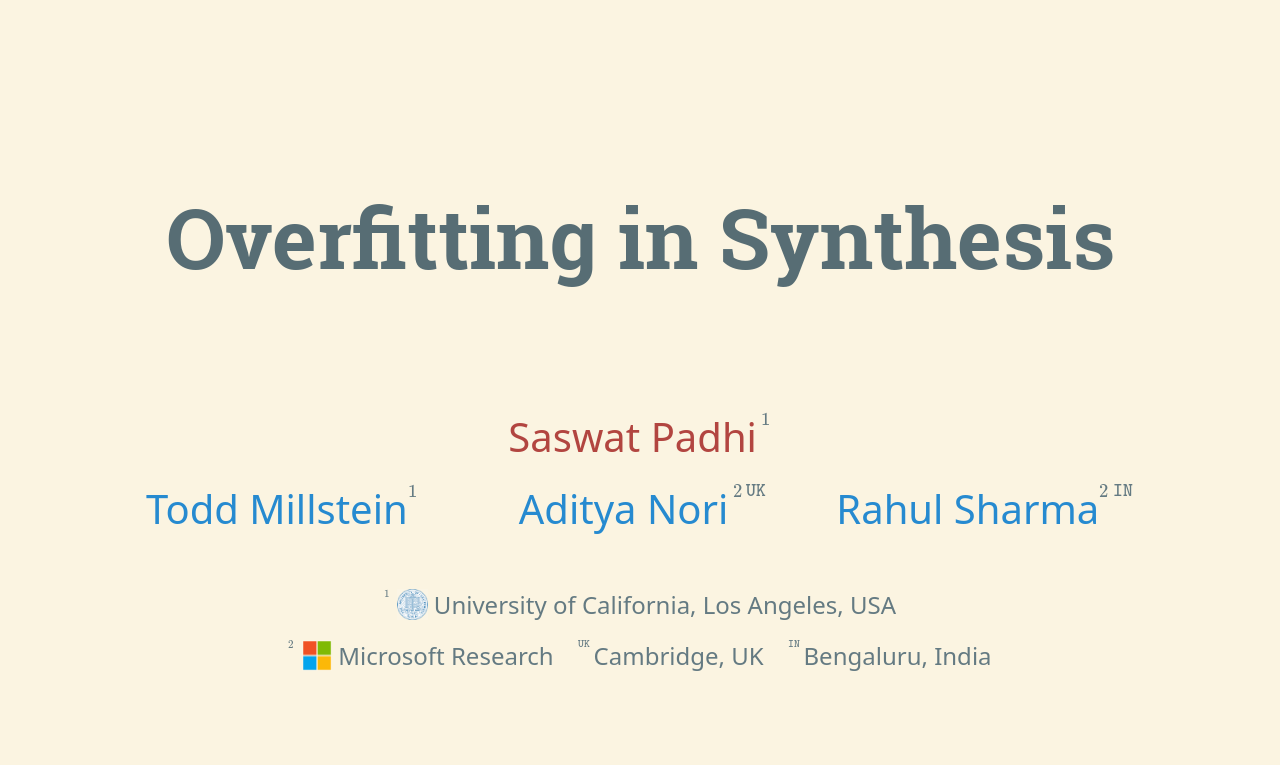 Overfitting in Synthesis
Saswat Padhi 1
Todd Millstein 1 Aditya Nori 2 UK Rahul Sharma 2 IN
1 University of California, Los Angeles, USA
2 Microsoft Research UK Cambridge, UK IN Bengaluru, India